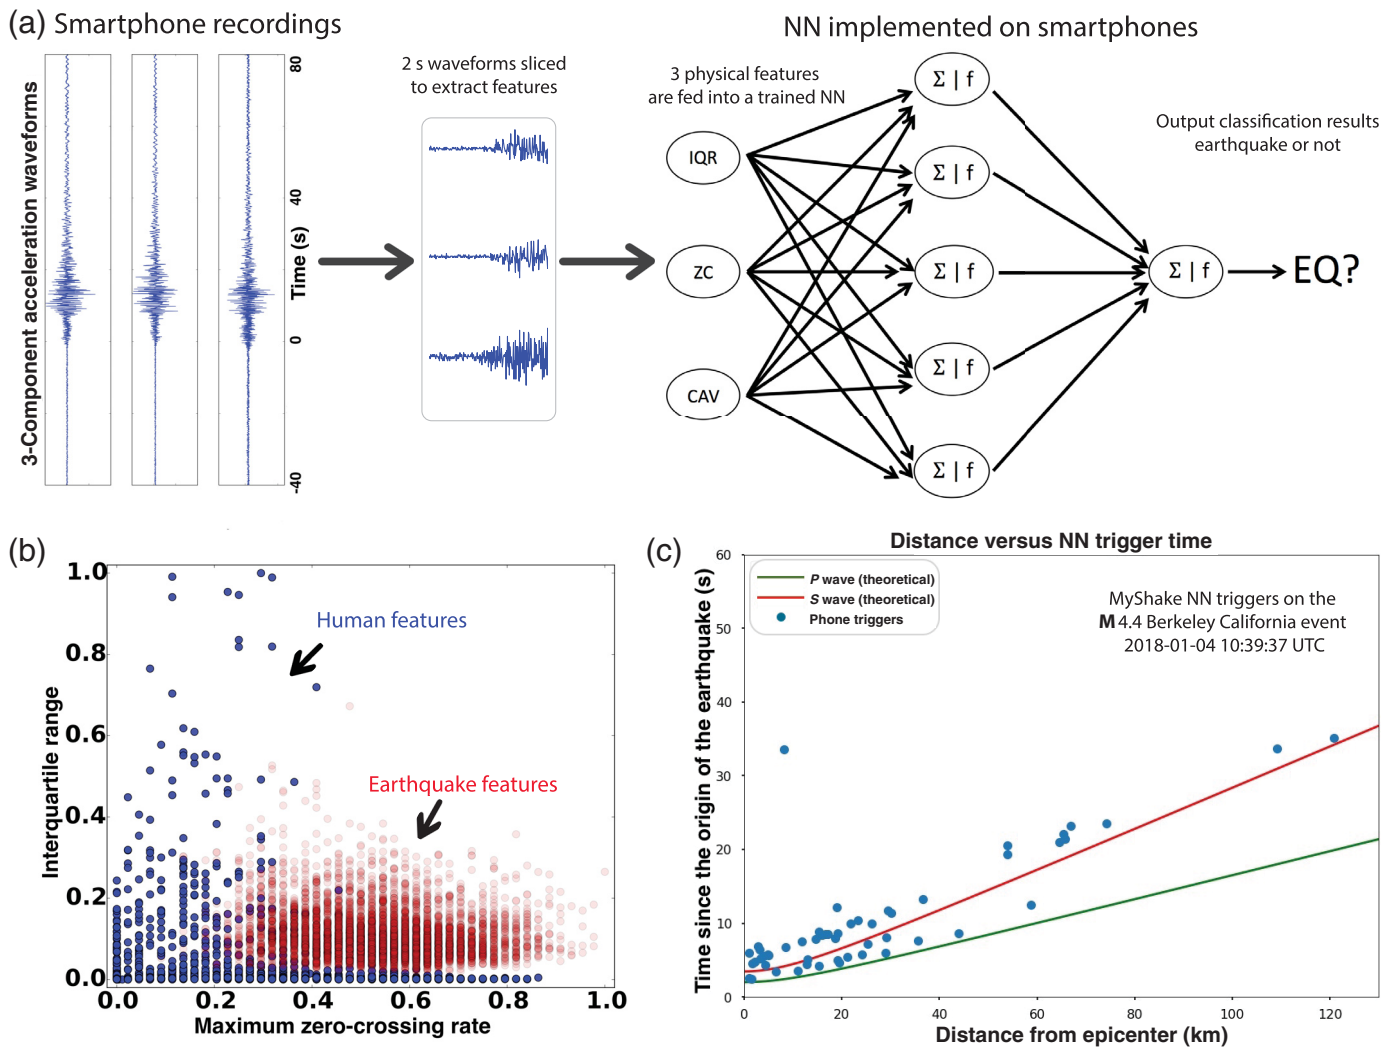 (a) Smartphone recordings
NN implemented on smartphones
3-Component acceleration waveforms
80
40
0
-40
Time (s)
2 s waveforms sliced
to extract features
3 physical features
are fed into a trained NN
IQR
ZC
CAV
Σ | f
Σ | f
Σ | f
Σ | f
Σ | f
Σ | f
Output classification results
earthquake or not
EQ?
(b)
1.0
0.8
0.6
0.4
0.2
0.0
Interquartile range
Human features
Earthquake features
0.0 0.2 0.4 0.6 0.8 1.0
Maximum zero-crossing rate
(c)
Distance versus NN trigger time
60
50
40
30
20
10
0
Time since the origin of the earthquake (s)
P wave (theoretical)
S wave (theoretical)
Phone triggers
MyShake NN triggers on the
M 4.4 Berkeley California event
2018-01-04 10:39:37 UTC
0 20 40 60 80 100 120
Distance from epicenter (km)